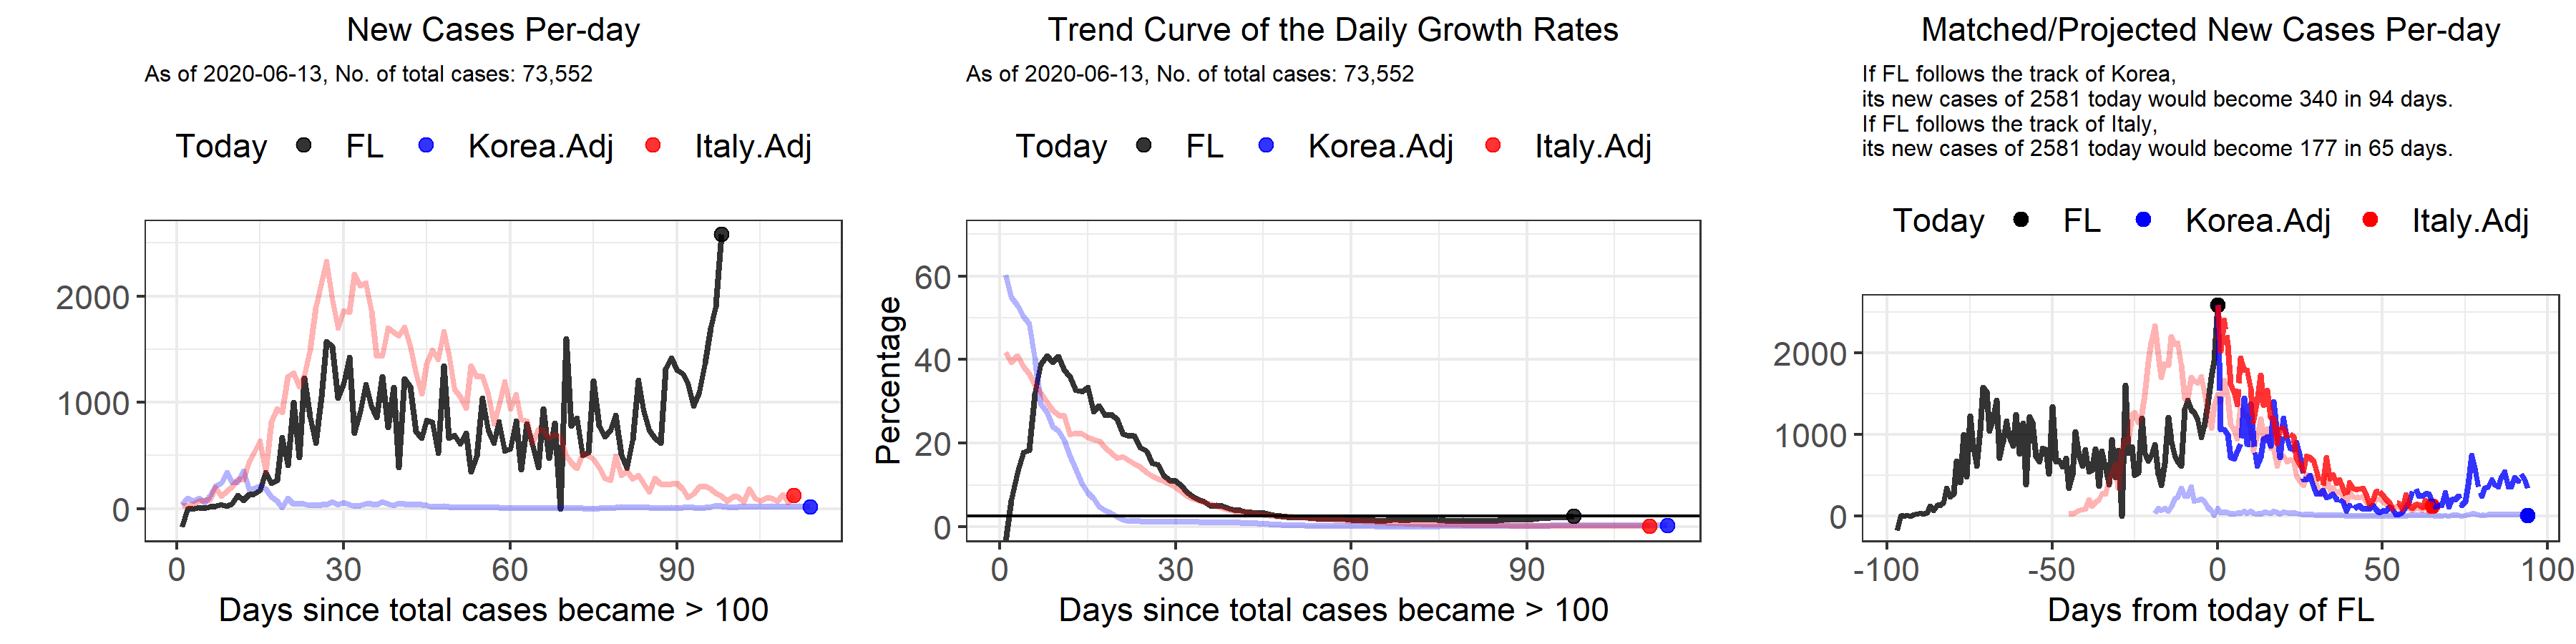 New Cases Per-day
As of 2020-06-13, No. of total cases: 73,552
Today FL Korea.Adj Italy.Adj
2000
1000
0
0 30 60 90
Days since total cases became > 100
Trend Curve of the Daily Growth Rates
As of 2020-06-13, No. of total cases: 73,552
Today FL Korea.Adj Italy.Adj
Percentage
60
40
20
0
0 30 60 90
Days since total cases became > 100
Matched/Projected New Cases Per-day
If FL follows the track of Korea,
its new cases of 2581 today would become 340 in 94 days.
If FL follows the track of Italy,
its new cases of 2581 today would become 177 in 65 days.
Today FL Korea.Adj Italy.Adj
2000
1000
0
-100 -50 0 50 100
Days from today of FL